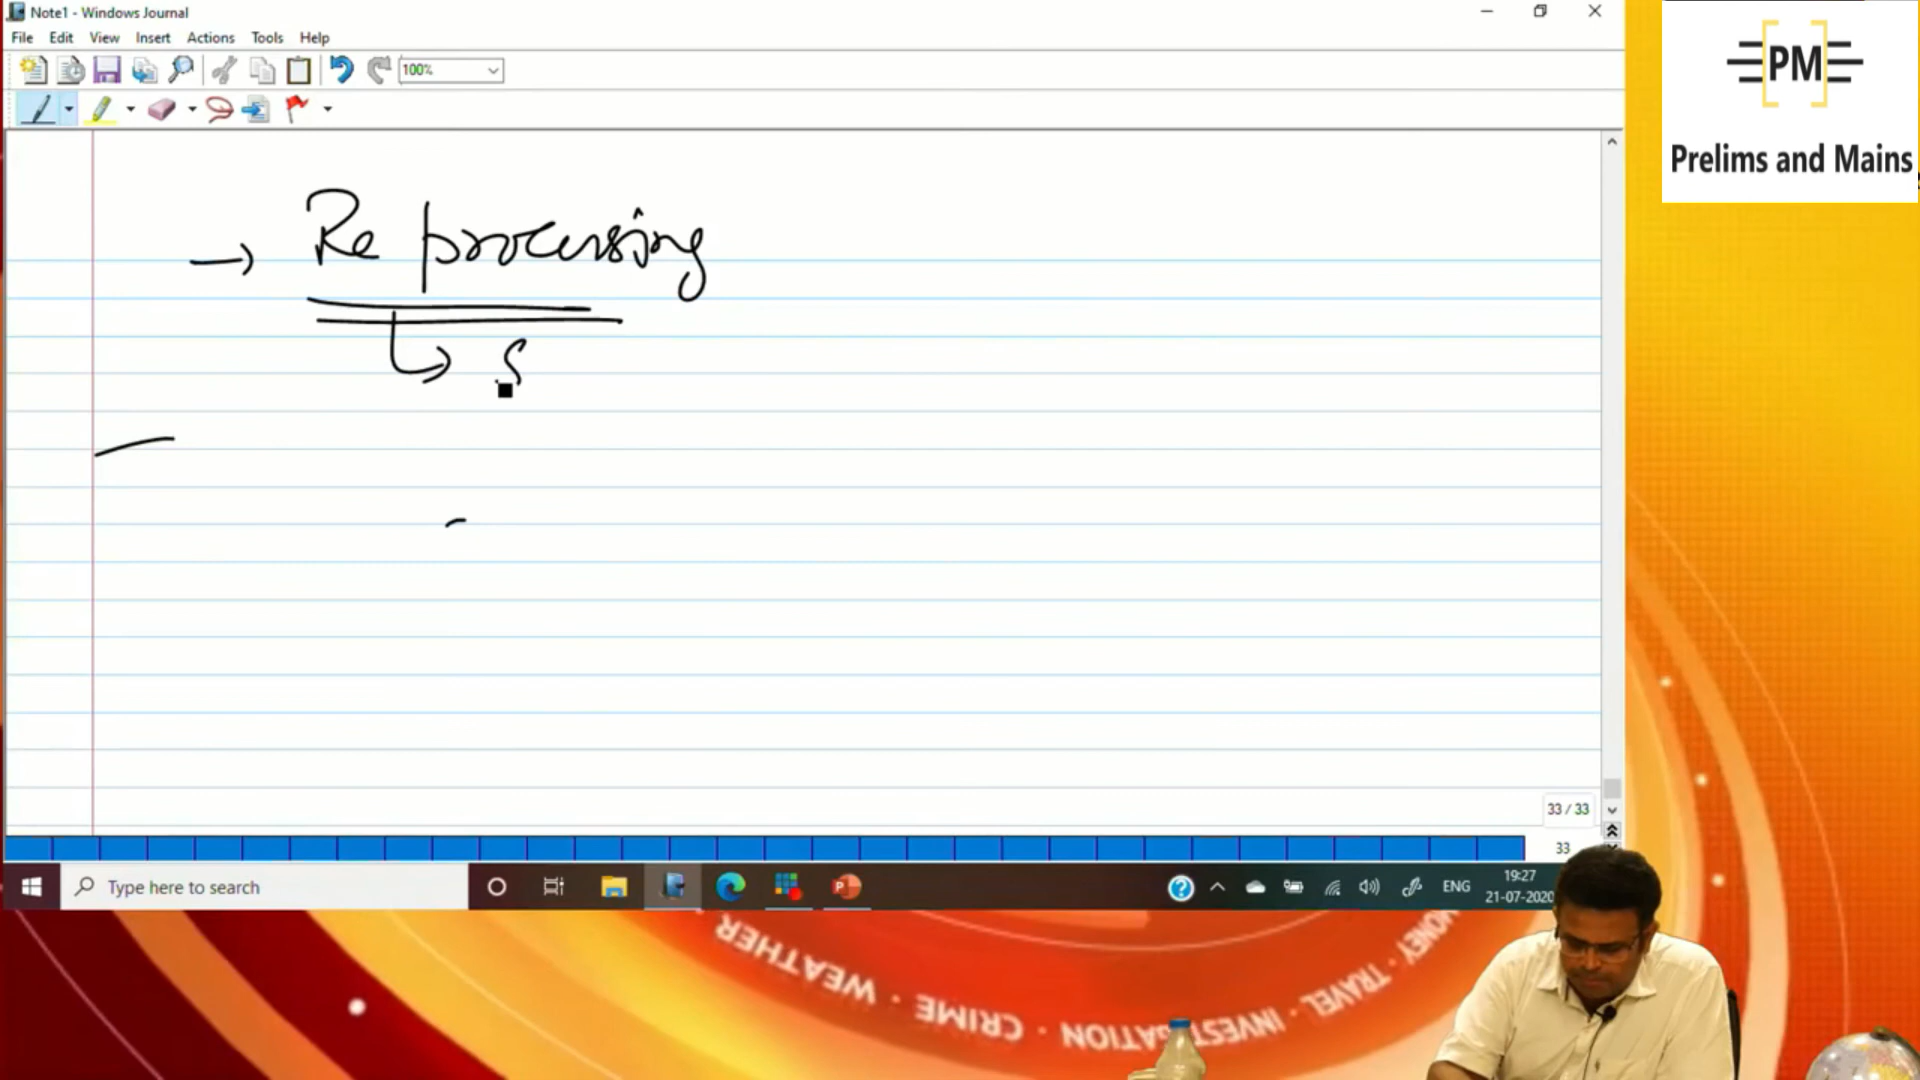 Note1 - Windows Journal
File Edit View Insert Actions Tools Help
100%
PM
Prelims and Mains
→ Re processing
S
33 / 33
33
Type here to search
P
ENG
19:27
21-07-2020
WEATHER · CRIME · INVESTIGATION · TRAVEL · MONEY